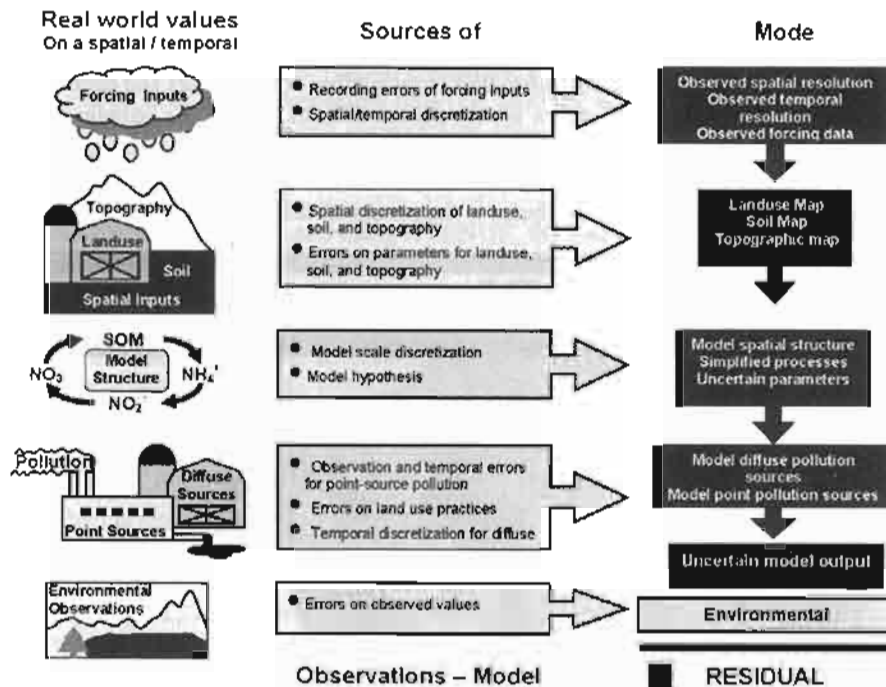 Real world values
On a spatial / temporal
Sources of
Mode
Forcing Inputs
• Recording errors of forcing inputs
• Spatial/temporal discretization
Observed spatial resolution
Observed temporal
resolution
Observed forcing data
Topography
Landuse
Soil
Spatial Inputs
• Spatial discretization of landuse,
soil, and topography
• Errors on parameters for landuse,
soil, and topography
Landuse Map
Soil Map
Topographic map
SOM
Model
Structure
NO3
NH4+
NO2-
• Model scale discretization
• Model hypothesis
Model spatial structure
Simplified processes
Uncertain parameters
Pollution
Diffuse
Sources
Point Sources
• Observation and temporal errors
for point-source pollution
• Errors on land use practices
• Temporal discretization for diffuse
Model diffuse pollution
sources
Model point pollution sources
Uncertain model output
Environmental
Observations
• Errors on observed values
Environmental
Observations – Model
RESIDUAL